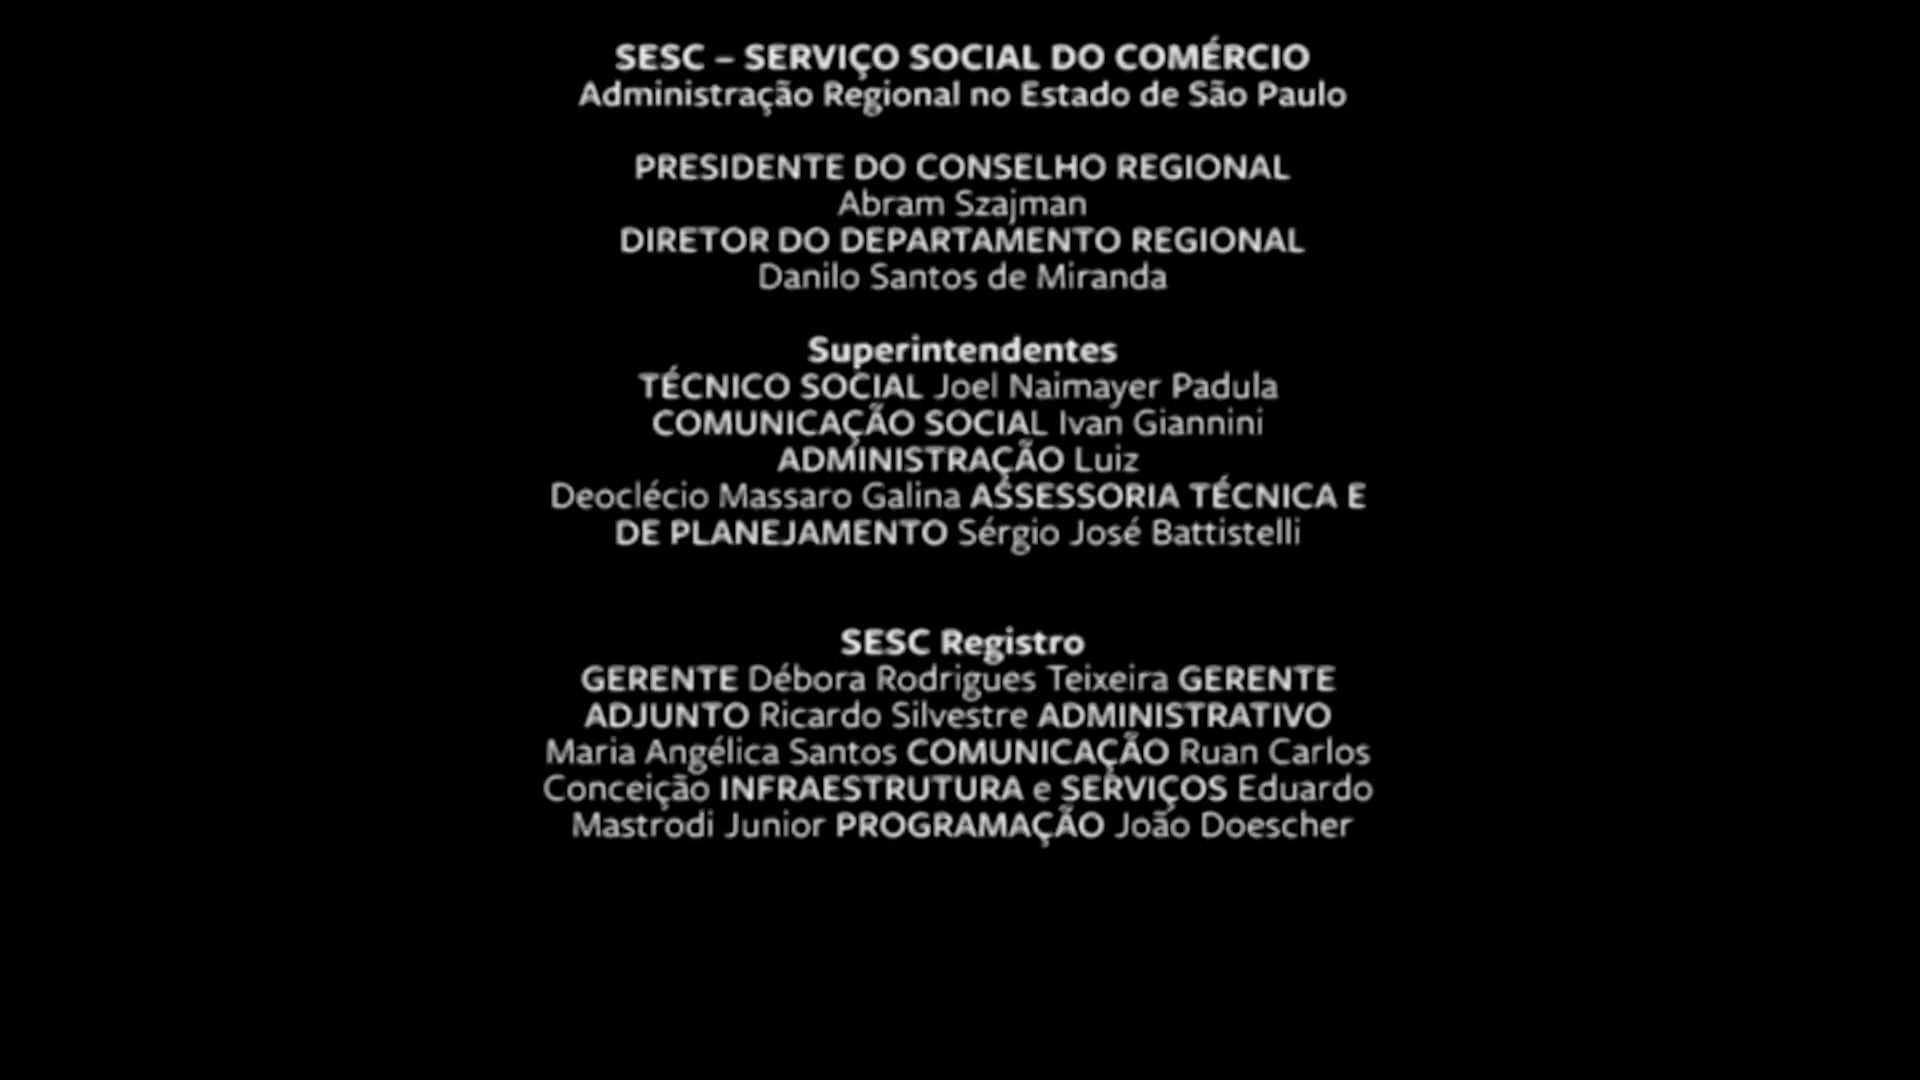 SESC – SERVIÇO SOCIAL DO COMÉRCIO
Administração Regional no Estado de São Paulo
PRESIDENTE DO CONSELHO REGIONAL
Abram Szajman
DIRETOR DO DEPARTAMENTO REGIONAL
Danilo Santos de Miranda
Superintendentes
TÉCNICO SOCIAL Joel Naimayer Padula
COMUNICAÇÃO SOCIAL Ivan Giannini
ADMINISTRAÇÃO Luiz
Deoclécio Massaro Galina ASSESSORIA TÉCNICA E
DE PLANEJAMENTO Sérgio José Battistelli
SESC Registro
GERENTE Débora Rodrigues Teixeira GERENTE
ADJUNTO Ricardo Silvestre ADMINISTRATIVO
Maria Angélica Santos COMUNICAÇÃO Ruan Carlos
Conceição INFRAESTRUTURA e SERVIÇOS Eduardo
Mastrodi Junior PROGRAMAÇÃO João Doescher